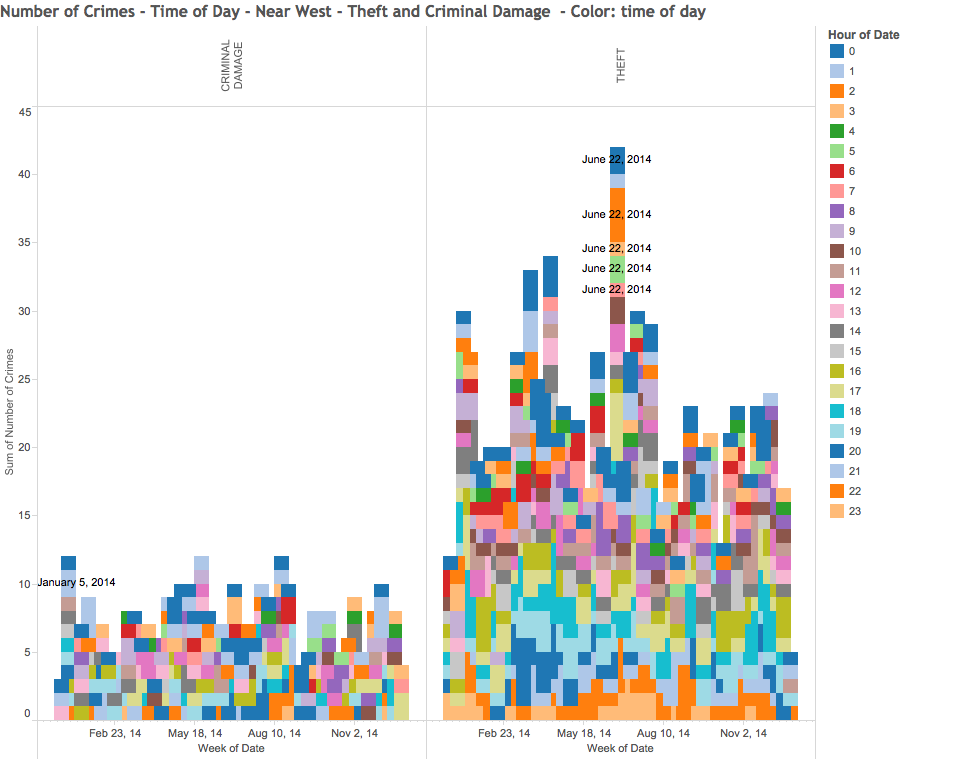 Number of Crimes - Time of Day - Near West - Theft and Criminal Damage - Color: time of day
CRIMINAL
DAMAGE
THEFT
Hour of Date
0
1
2
3
4
5
6
7
8
9
10
11
12
13
14
15
16
17
18
19
20
21
22
23
Sum of Number of Crimes
45
40
35
30
25
20
15
10
5
0
January 5, 2014
June 22, 2014
June 22, 2014
June 22, 2014
June 22, 2014
June 22, 2014
Feb 23, 14
May 18, 14
Aug 10, 14
Nov 2, 14
Week of Date
Feb 23, 14
May 18, 14
Aug 10, 14
Nov 2, 14
Week of Date